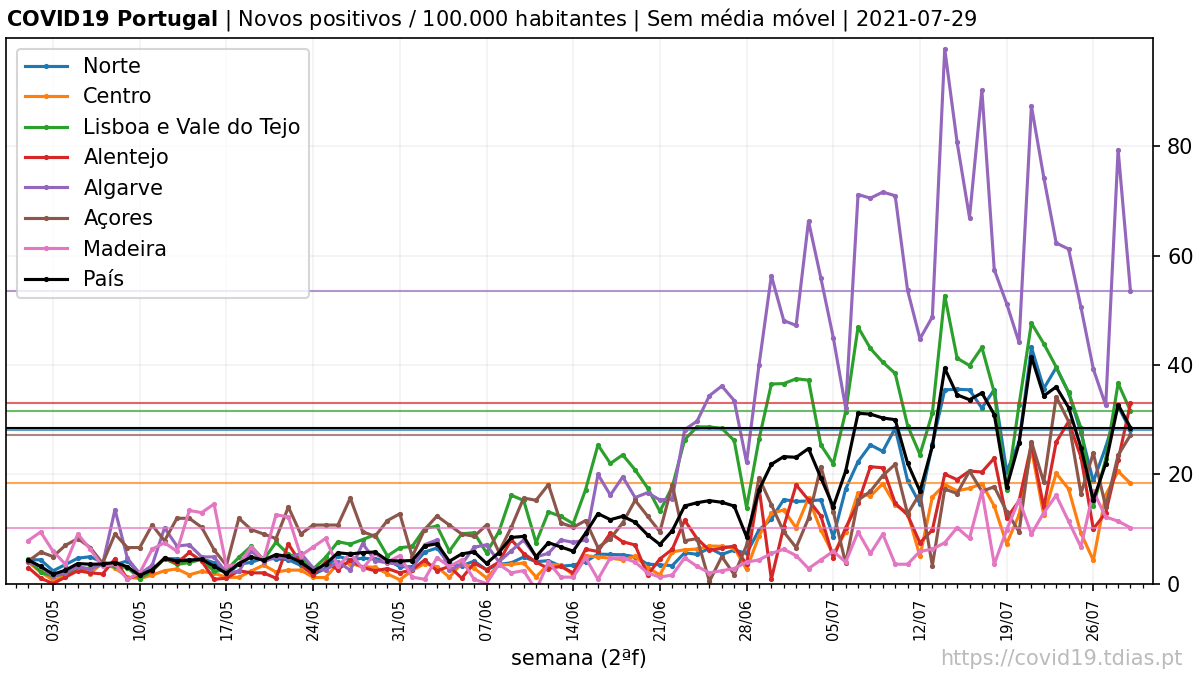 COVID19 Portugal | Novos positivos / 100.000 habitantes | Sem média móvel | 2021-07-29
Norte
Centro
Lisboa e Vale do Tejo
Alentejo
Algarve
Açores
Madeira
País
80
60
40
20
0
03/05 10/05 17/05 24/05 31/05 07/06 14/06 21/06 28/06 05/07 12/07 19/07 26/07
semana (2ªf)
https://covid19.tdias.pt